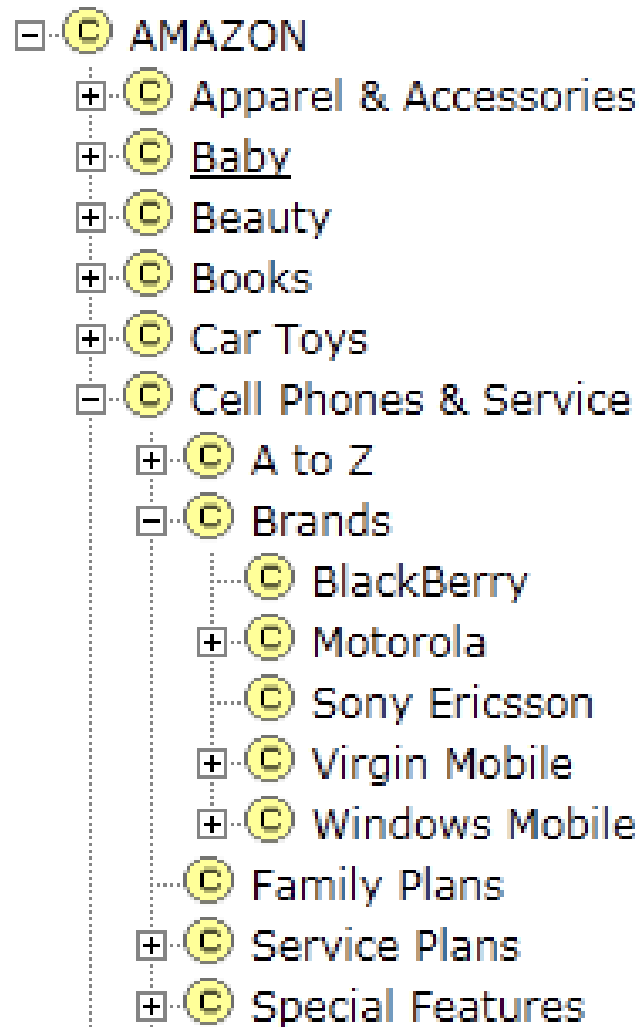 C AMAZON
C Apparel & Accessories
C Baby
C Beauty
C Books
C Car Toys
C Cell Phones & Service
C A to Z
C Brands
C BlackBerry
C Motorola
C Sony Ericsson
C Virgin Mobile
C Windows Mobile
C Family Plans
C Service Plans
C Special Features